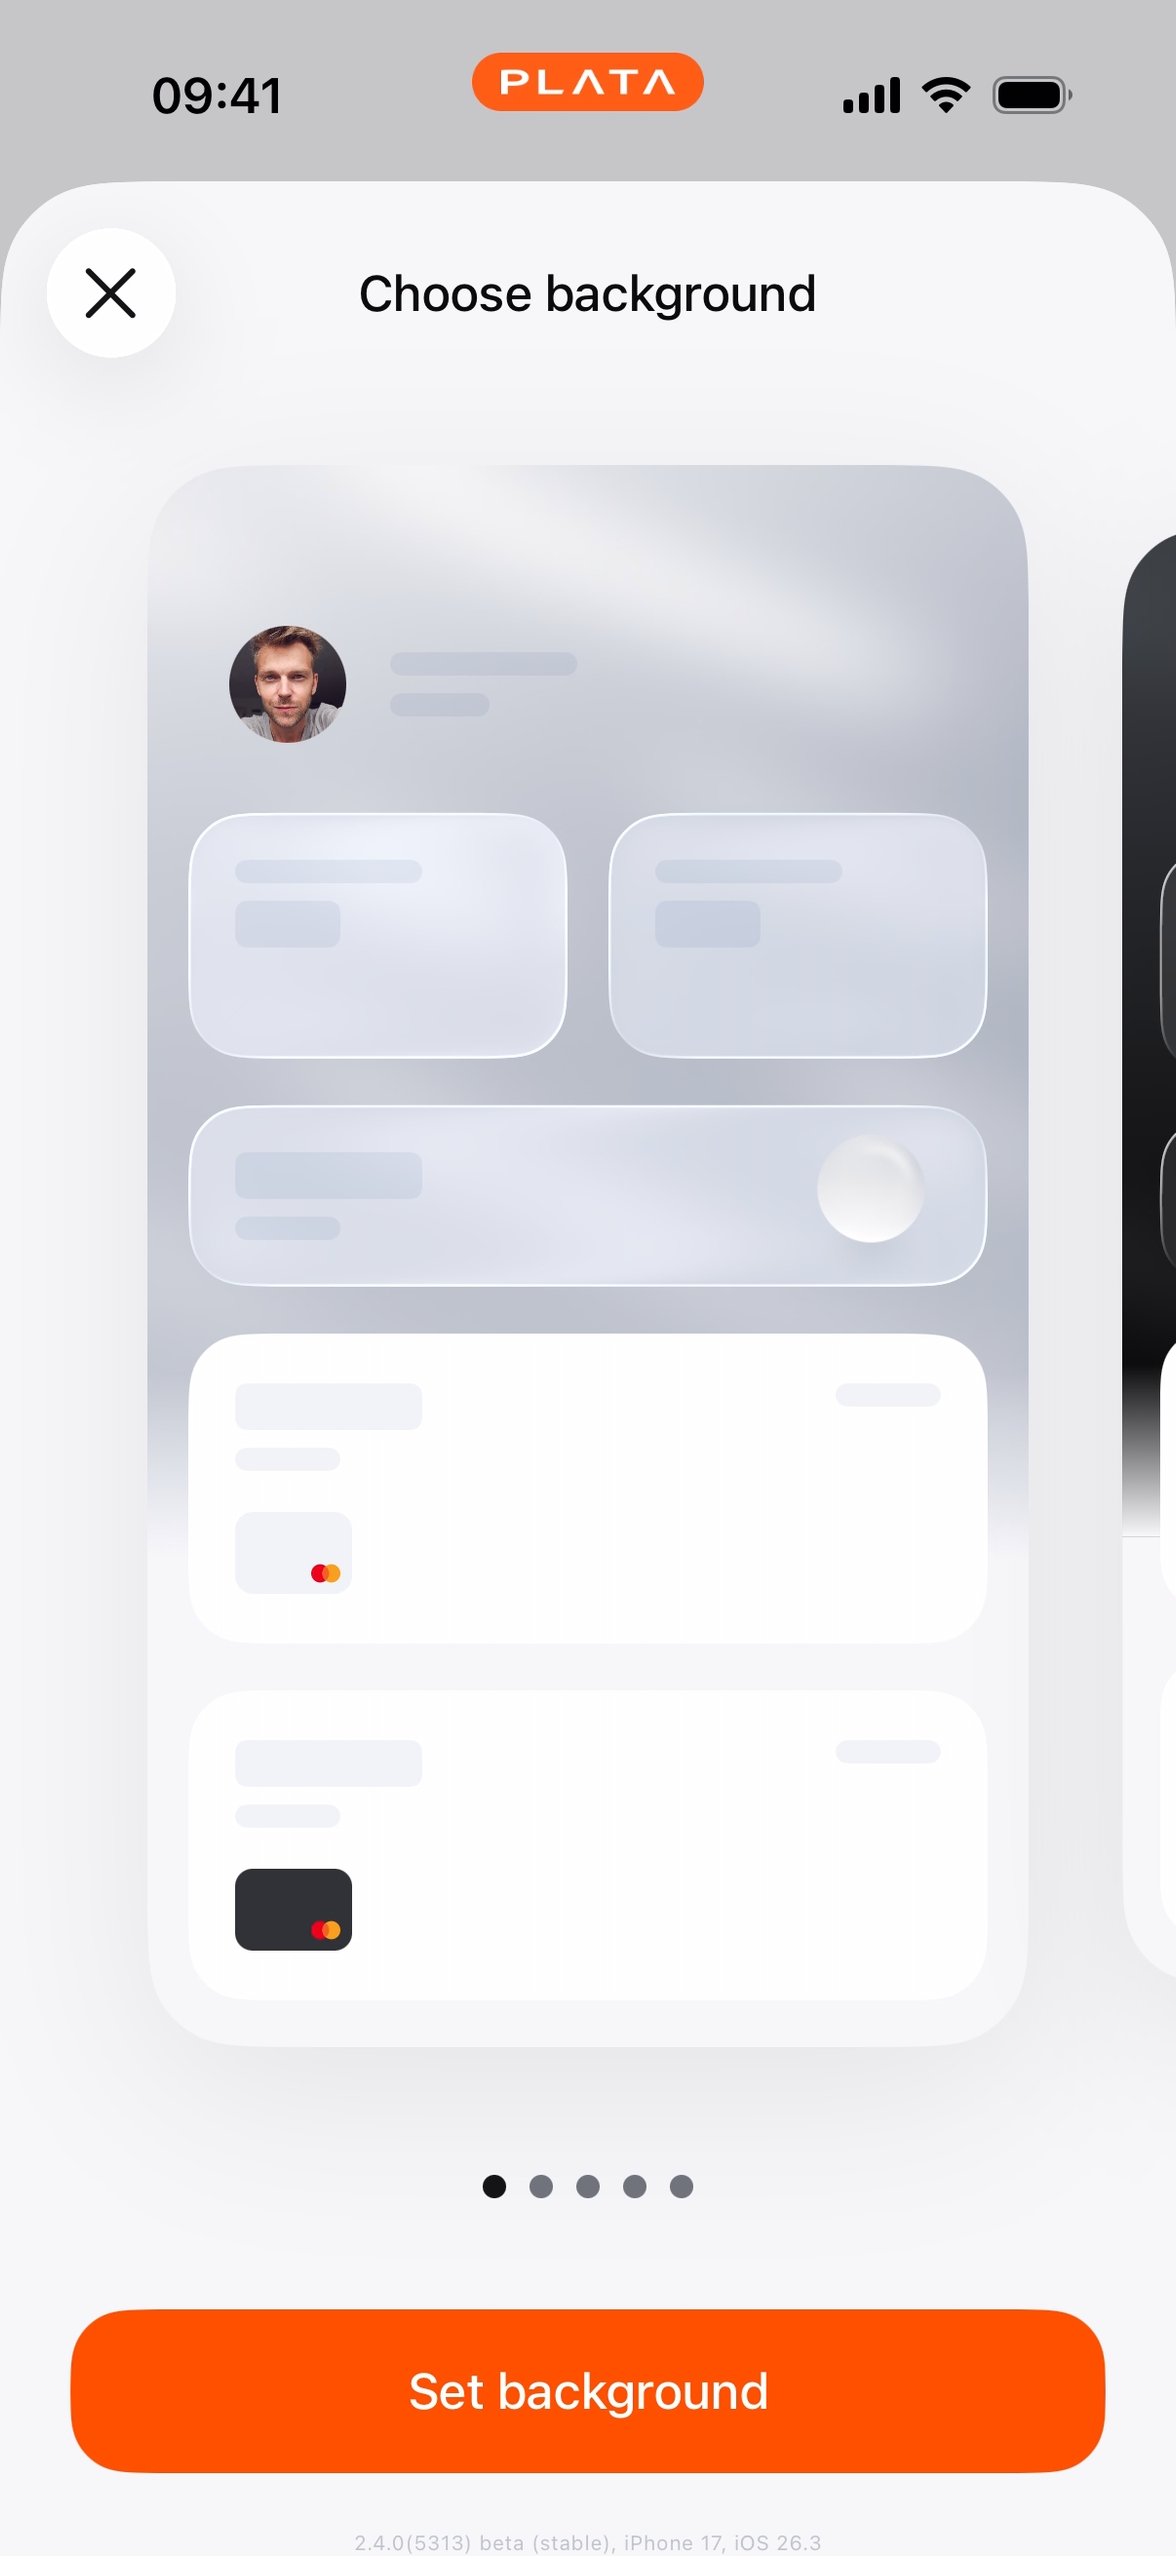 09:41
PLATA
Choose background
Set background
2.4.0(5313) beta (stable), iPhone 17, iOS 26.3